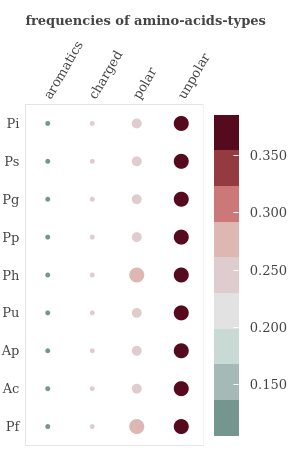 frequencies of amino-acids-types
aromatics
charged
polar
unpolar
Pi
Ps
Pg
Pp
Ph
Pu
Ap
Ac
Pf
0.350
0.300
0.250
0.200
0.150